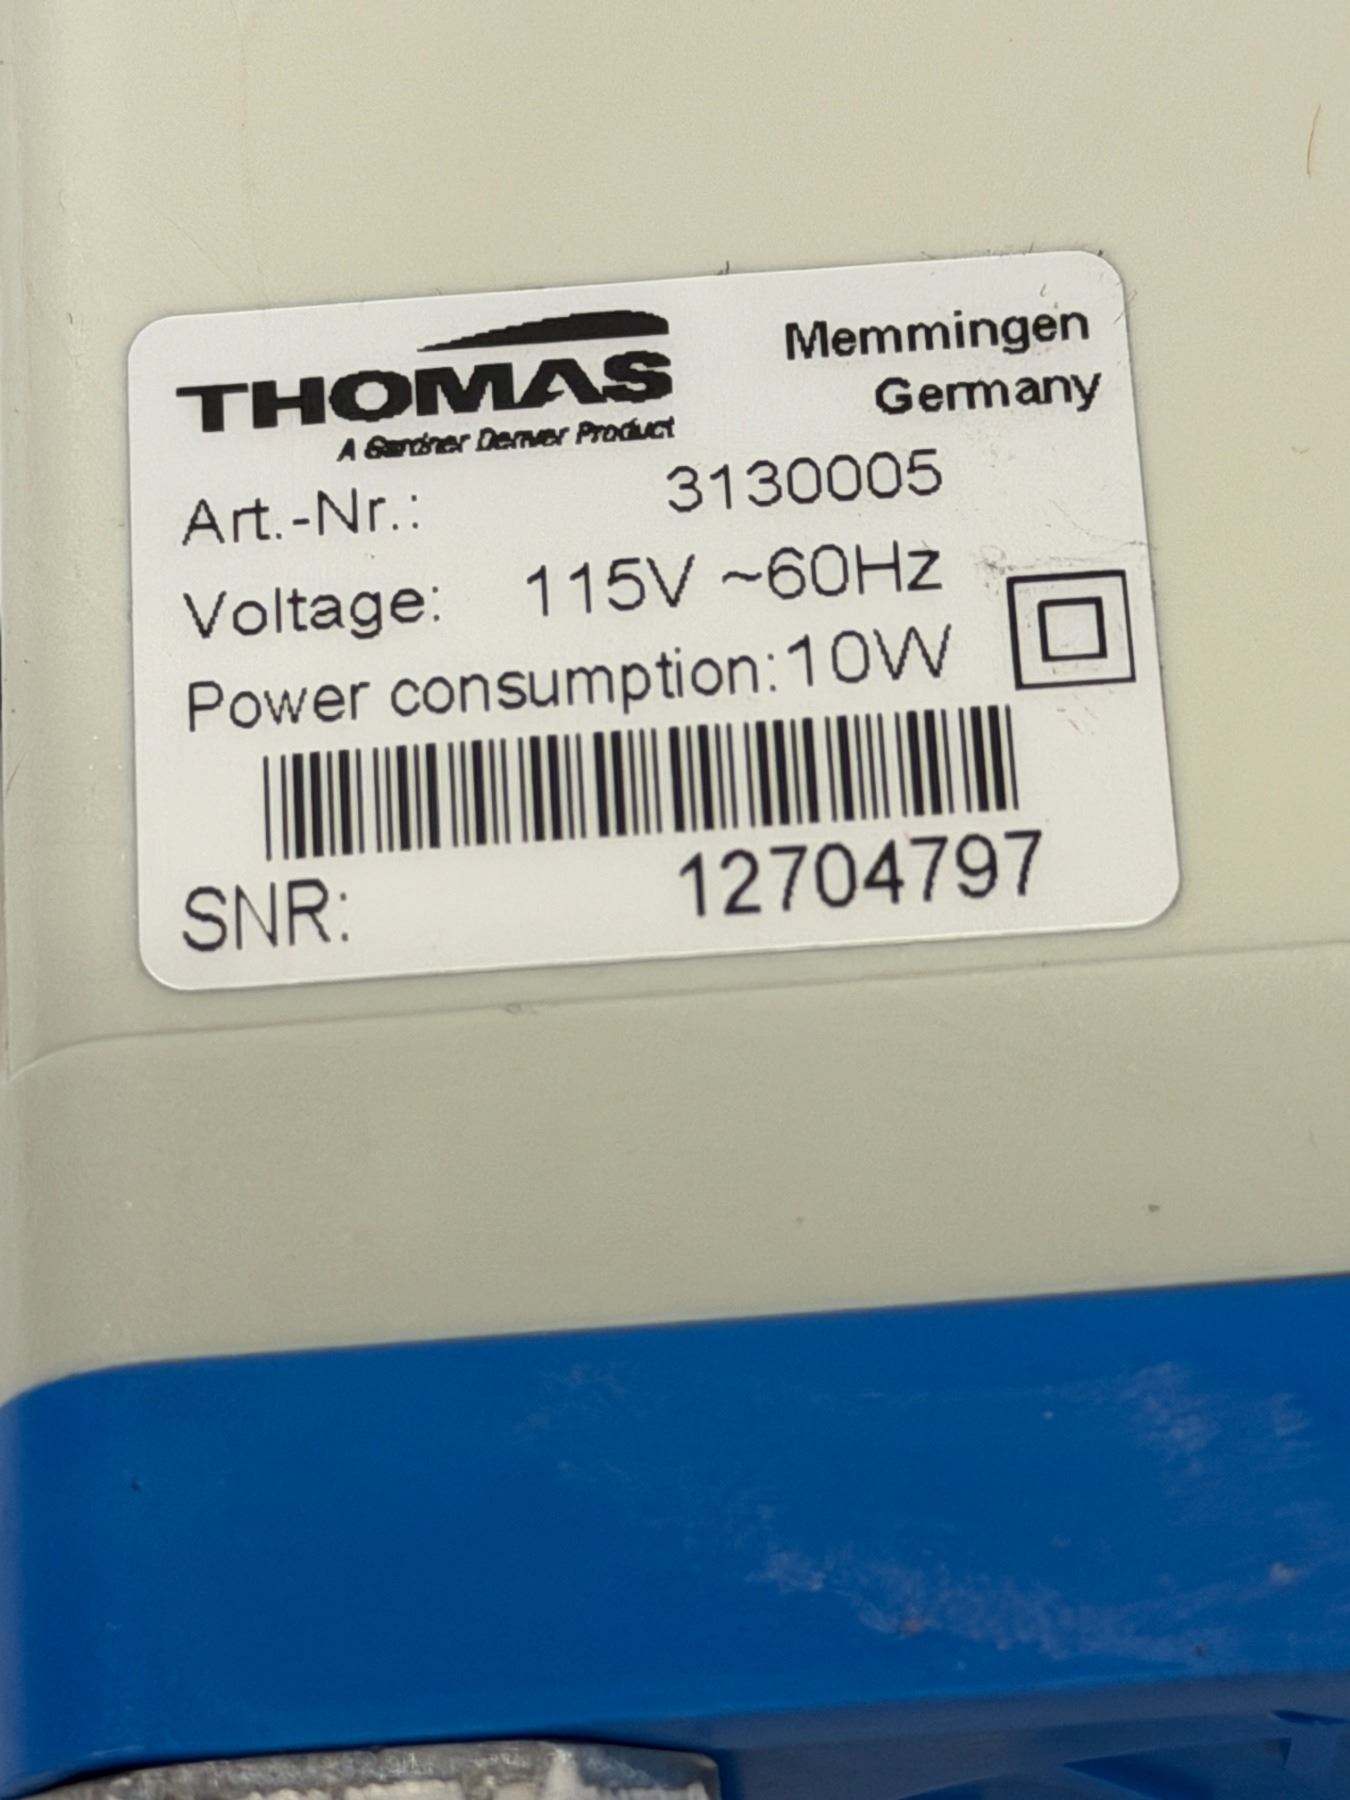 THOMAS
A Gardner Denver Product
Memmingen
Germany
Art.-Nr.: 3130005
Voltage: 115V ~60Hz
Power consumption:10W
SNR: 12704797